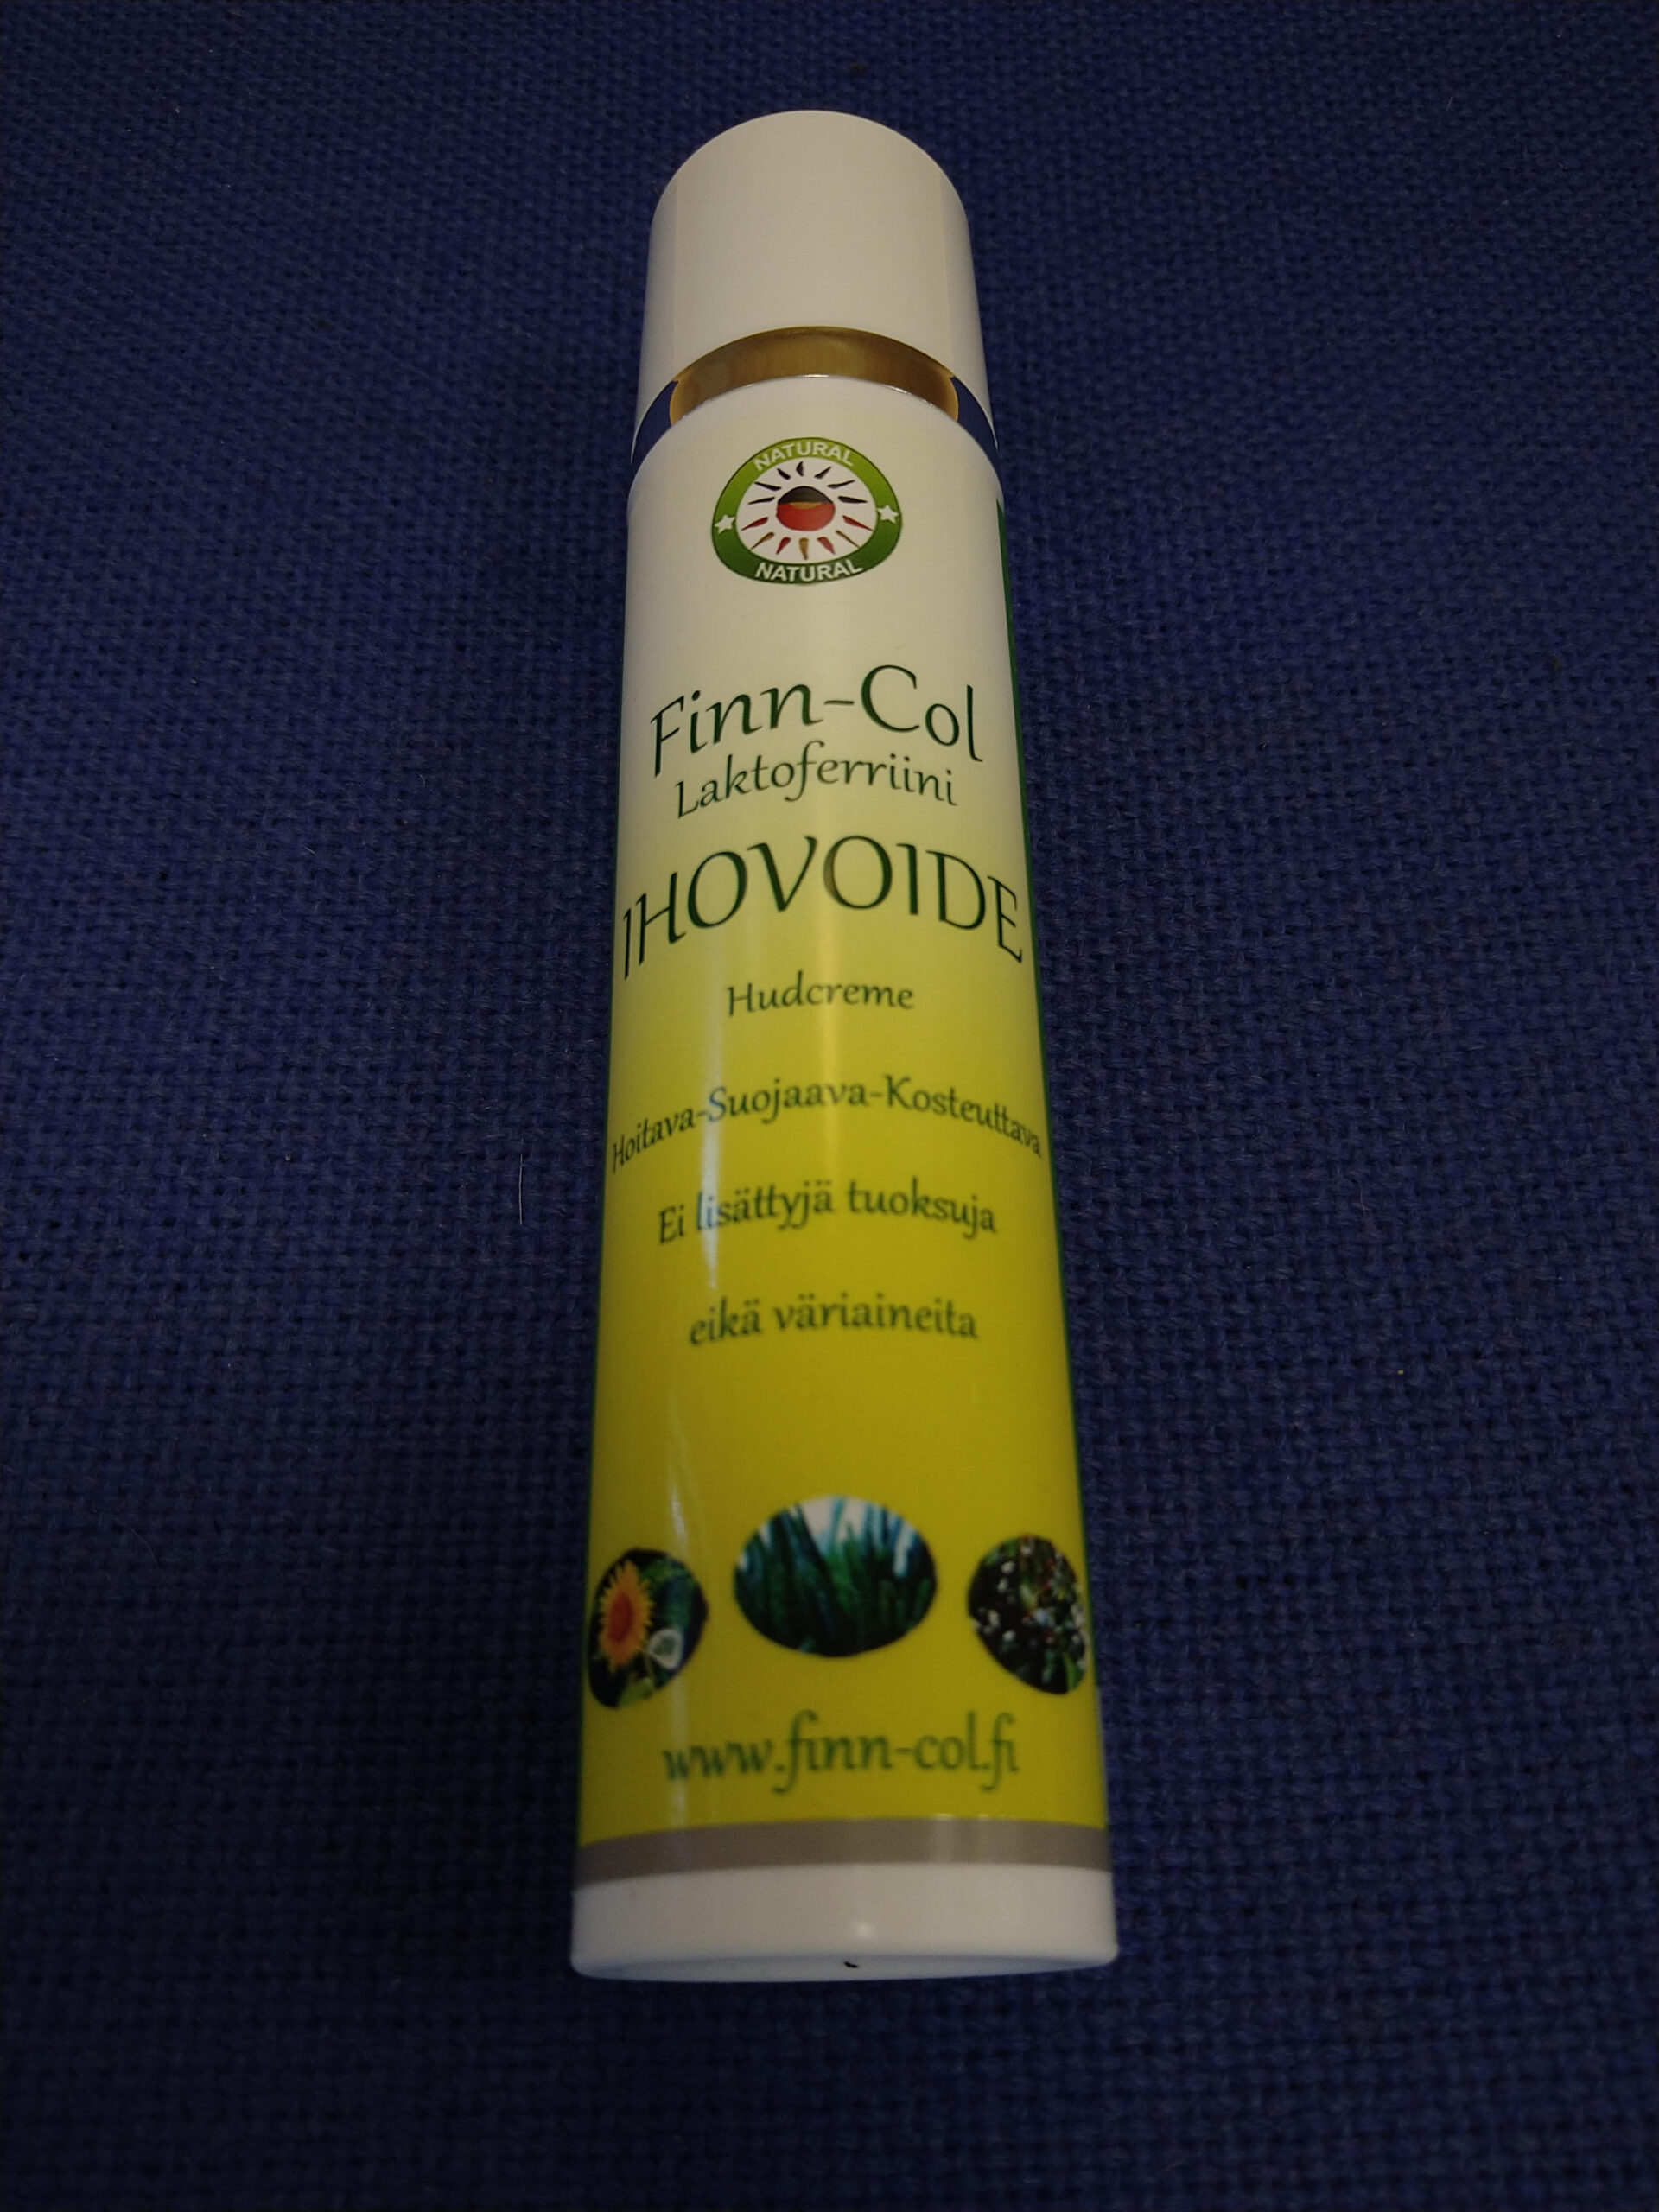 NATURAL
NATURAL
Finn-Col
Laktoferriini
IHOVOIDE
Hudcreme
Hoitava-Suojaava-Kosteuttava
Ei lisättyjä tuoksuja
eikä väriaineita
www.finn-col.fi